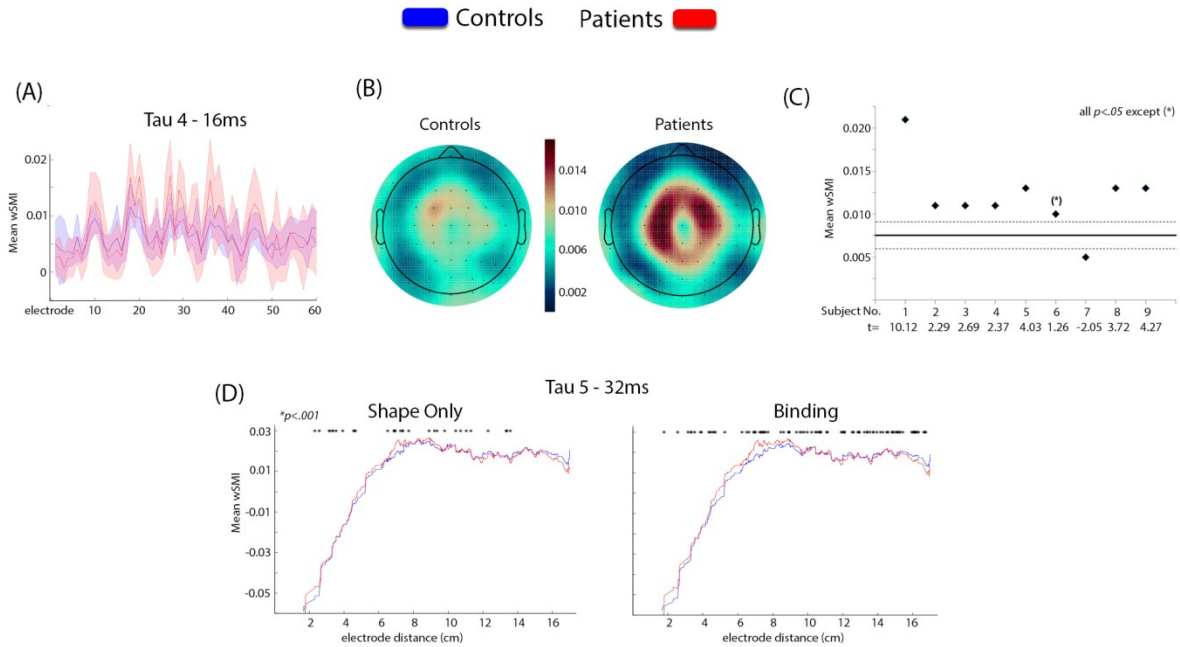 Controls Patients
(A)
Tau 4 - 16ms
Mean wSMI
0.02
0.01
0
electrode 10 20 30 40 50 60
(B)
Controls Patients
0.014
0.010
0.006
0.002
(C)
all p<.05 except (*)
Mean wSMI
0.020
0.010
0.005
(*)
Subject No. 1 2 3 4 5 6 7 8 9
t= 10.12 2.29 2.69 2.37 4.03 1.26 -2.05 3.72 4.27
Tau 5 - 32ms
(D)
*p<.001
Shape Only
Mean wSMI
0.03
0.01
-0.01
-0.03
-0.05
2 4 6 8 10 12 14 16
electrode distance (cm)
Binding
2 4 6 8 10 12 14 16
electrode distance (cm)